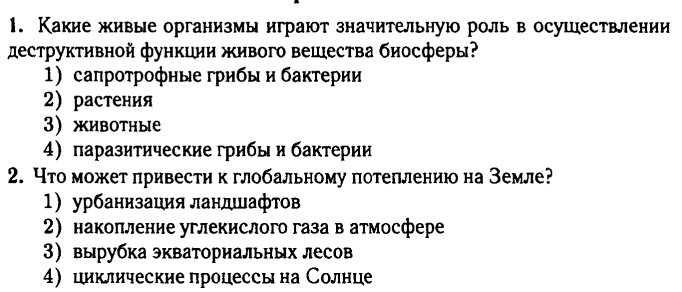 1. Какие живые организмы играют значительную роль в осуществлении
деструктивной функции живого вещества биосферы?
1) сапротрофные грибы и бактерии
2) растения
3) животные
4) паразитические грибы и бактерии
2. Что может привести к глобальному потеплению на Земле?
1) урбанизация ландшафтов
2) накопление углекислого газа в атмосфере
3) вырубка экваториальных лесов
4) циклические процессы на Солнце